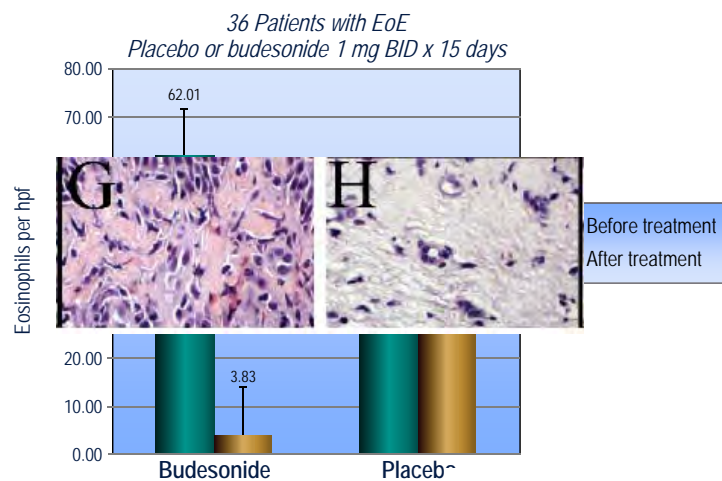 36 Patients with EoE
Placebo or budesonide 1 mg BID x 15 days
80.00
62.01
70.00
G
H
Eosinophils per hpf
Before treatment
After treatment
20.00
3.83
10.00
0.00
Budesonide
Placebo